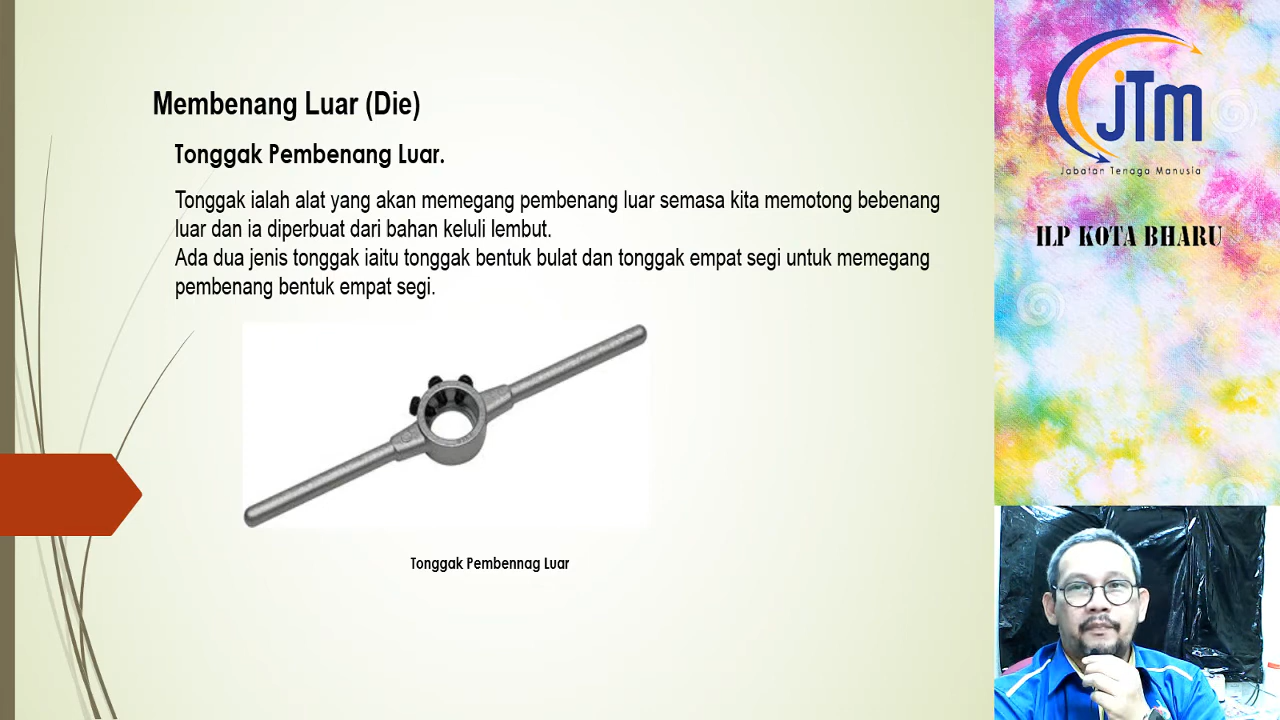 Membenang Luar (Die)
Tonggak Pembenang Luar.
Tonggak ialah alat yang akan memegang pembenang luar semasa kita memotong bebenang
luar dan ia diperbuat dari bahan keluli lembut.
Ada dua jenis tonggak iaitu tonggak bentuk bulat dan tonggak empat segi untuk memegang
pembenang bentuk empat segi.
Tonggak Pembennag Luar
jTm
Jabatan Tenaga Manusia
ILP KOTA BHARU